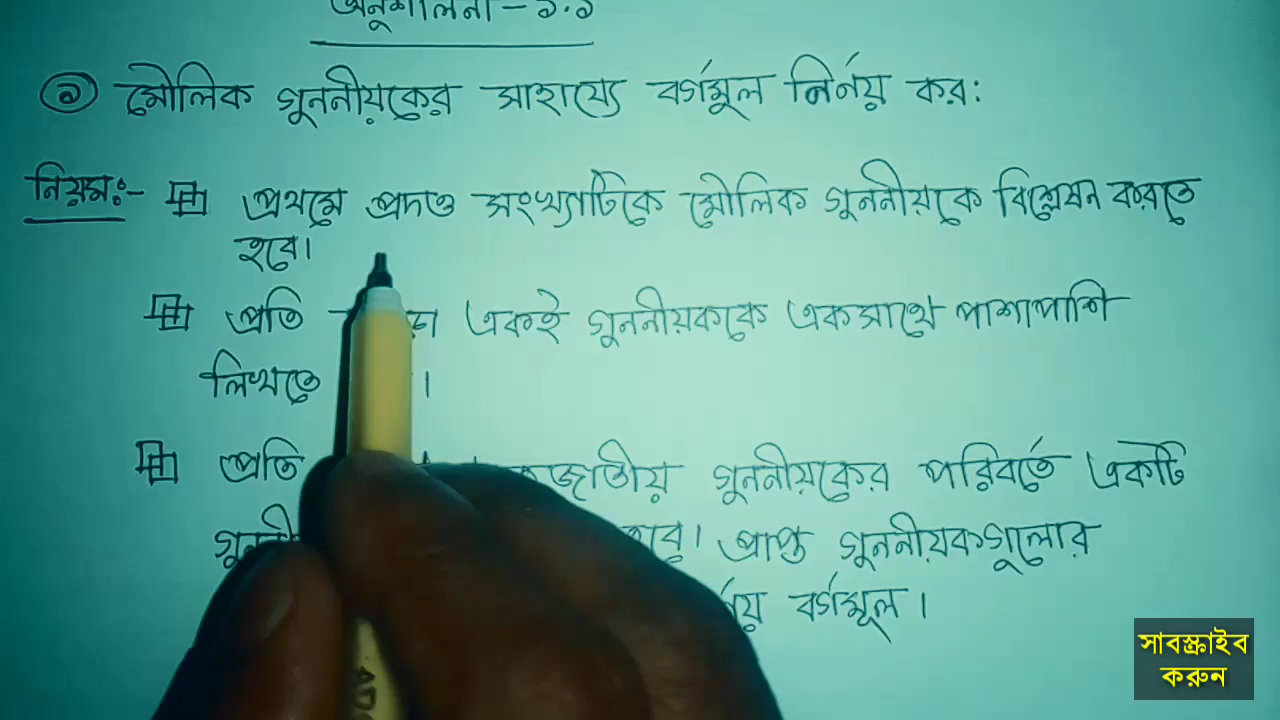 অনুশীলনী – ১.১
১ মৌলিক গুননীয়কের সাহায্যে বর্গমূল নির্ণয় কর:
নিয়ম:- প্রথমে প্রদত্ত সংখ্যাটিকে মৌলিক গুননীয়কে বিশ্লেষন করতে
হবে।
প্রতি একই গুননীয়ককে একসাথে পাশাপাশি
লিখতে ।
প্রতি গুননীয়কের পরিবর্তে একটি
প্রাপ্ত গুননীয়কগুলোর
বর্গমূল।
সাবস্ক্রাইব
করুন